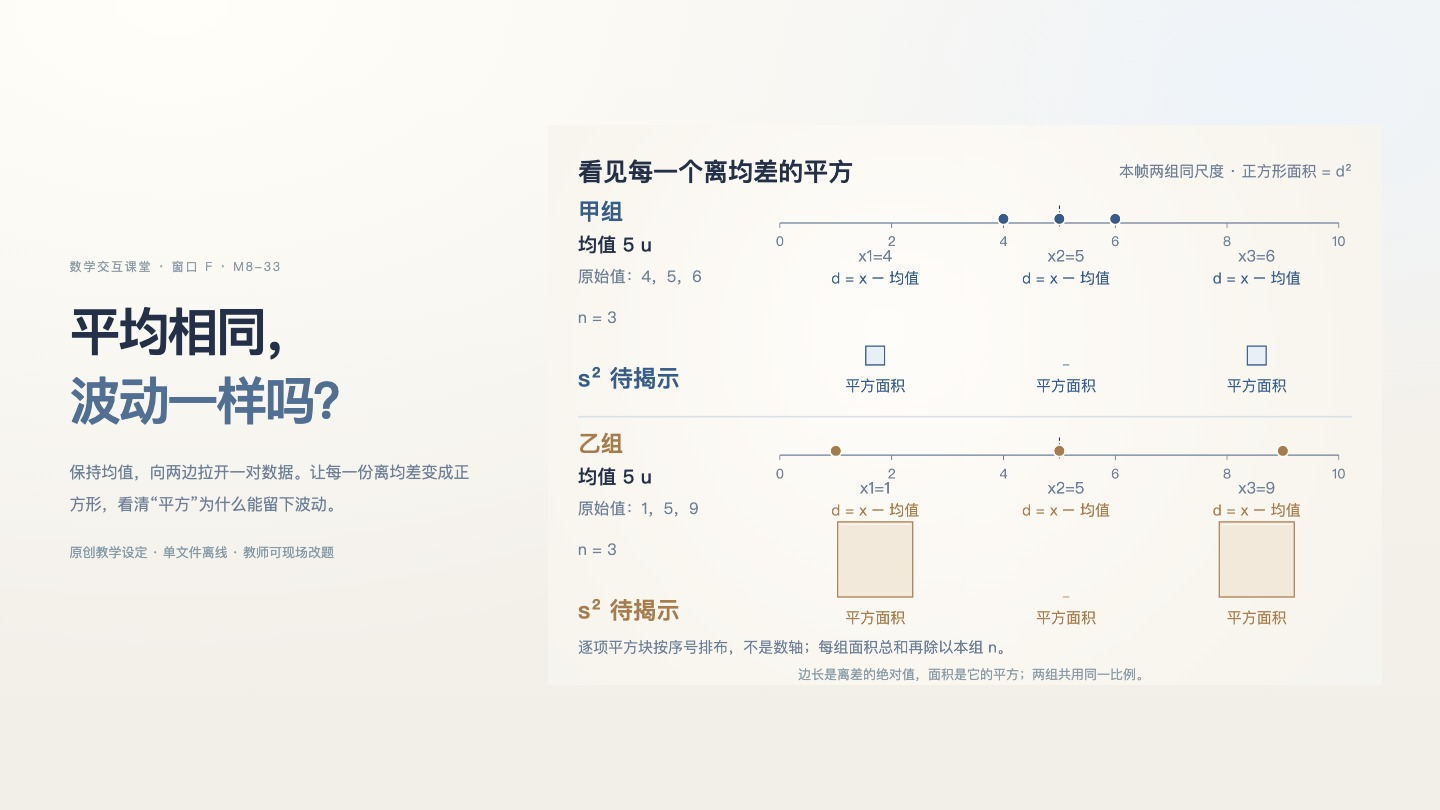 数学交互课堂 · 窗口 F · M8–33
平均相同，
波动一样吗？
保持均值，向两边拉开一对数据。让每一份离均差变成正
方形，看清“平方”为什么能留下波动。
原创教学设定 · 单文件离线 · 教师可现场改题
看见每一个离均差的平方
本帧两组同尺度 · 正方形面积 = d²
甲组
均值 5 u
原始值：4，5，6
n = 3
s² 待揭示
0 2 4 6 8 10
x1=4 x2=5 x3=6
d = x − 均值 d = x − 均值 d = x − 均值
平方面积 平方面积 平方面积
乙组
均值 5 u
原始值：1，5，9
n = 3
s² 待揭示
0 2 4 6 8 10
x1=1 x2=5 x3=9
d = x − 均值 d = x − 均值 d = x − 均值
平方面积 平方面积 平方面积
逐项平方块按序号排布，不是数轴；每组面积总和再除以本组 n。
边长是离差的绝对值，面积是它的平方；两组共用同一比例。